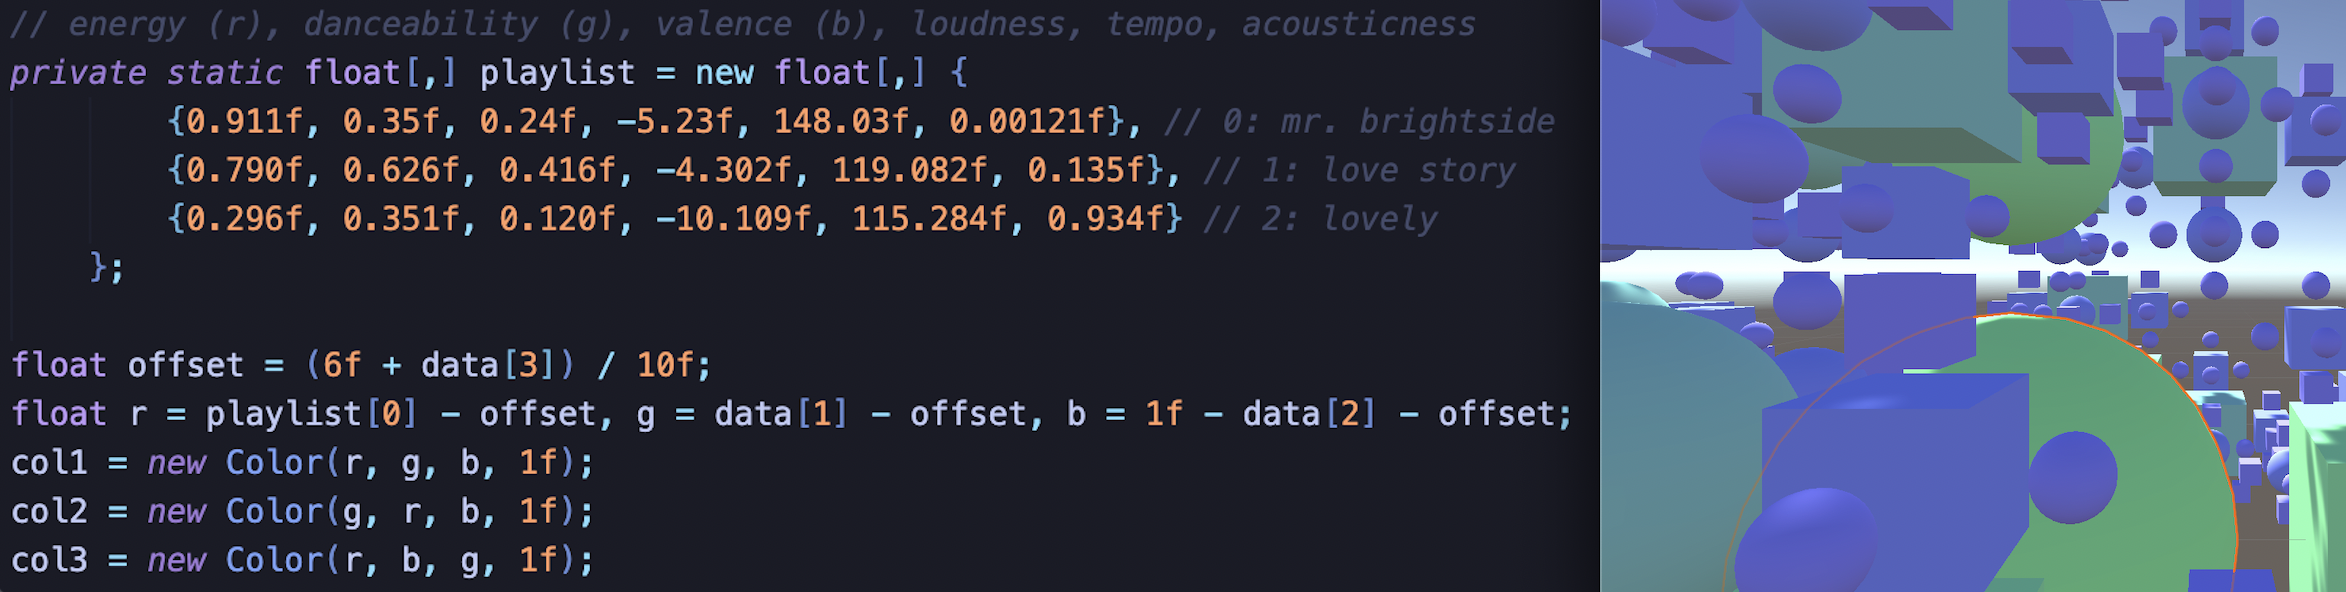 // energy (r), danceability (g), valence (b), loudness, tempo, acousticness
private static float[,] playlist = new float[,] {
{0.911f, 0.35f, 0.24f, -5.23f, 148.03f, 0.00121f}, // 0: mr. brightside
{0.790f, 0.626f, 0.416f, -4.302f, 119.082f, 0.135f}, // 1: love story
{0.296f, 0.351f, 0.120f, -10.109f, 115.284f, 0.934f} // 2: lovely
};
float offset = (6f + data[3]) / 10f;
float r = playlist[0] - offset, g = data[1] - offset, b = 1f - data[2] - offset;
col1 = new Color(r, g, b, 1f);
col2 = new Color(g, r, b, 1f);
col3 = new Color(r, b, g, 1f);